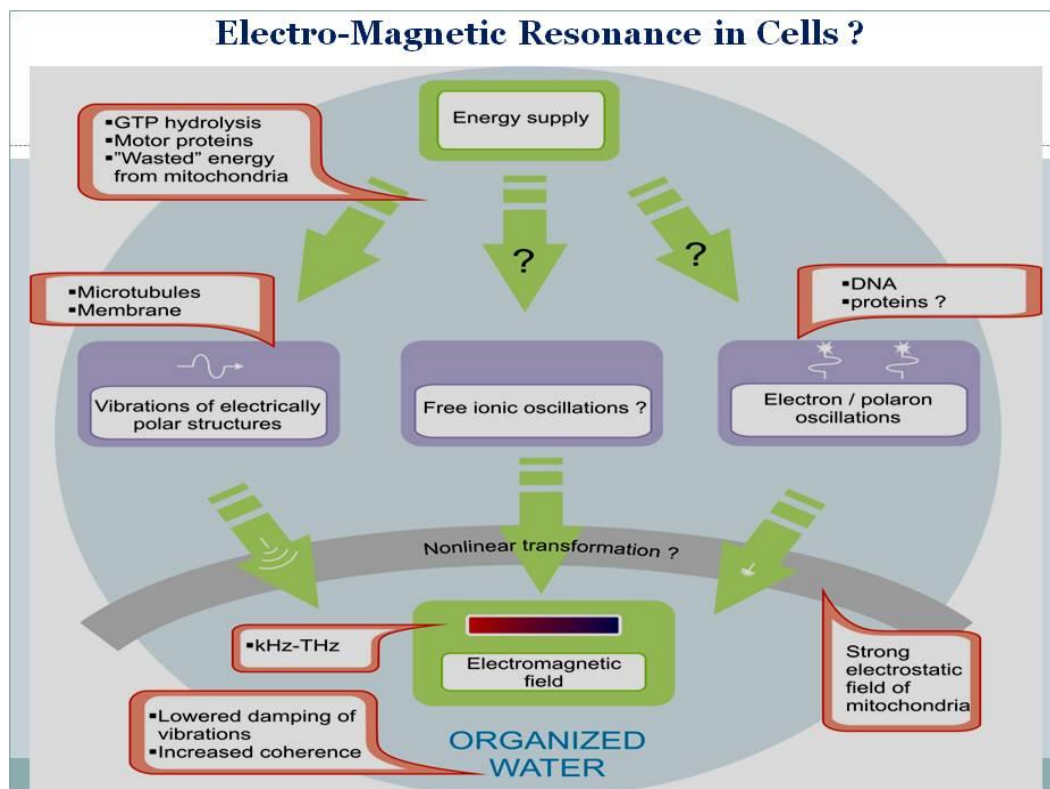 Electro-Magnetic Resonance in Cells ?
▪GTP hydrolysis
▪Motor proteins
▪"Wasted" energy
from mitochondria
Energy supply
?
?
▪Microtubules
▪Membrane
▪DNA
▪proteins ?
Vibrations of electrically
polar structures
Free ionic oscillations ?
Electron / polaron
oscillations
Nonlinear transformation ?
▪kHz-THz
Electromagnetic
field
Strong
electrostatic
field of
mitochondria
▪Lowered damping of
vibrations
▪Increased coherence
ORGANIZED
WATER